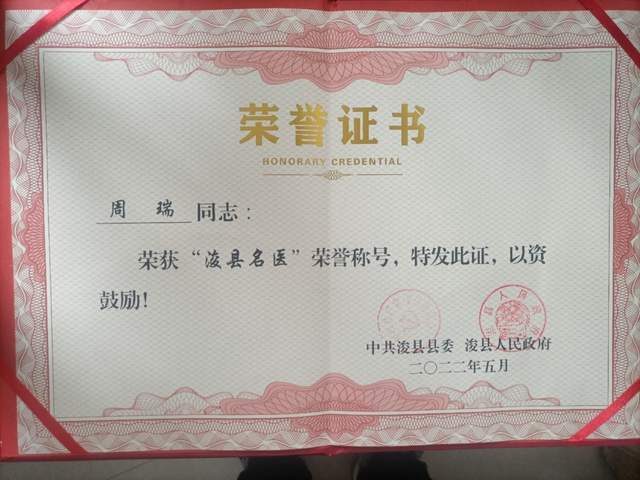 荣誉证书
HONORARY CREDENTIAL
周 瑞 同志：
荣获“浚县名医”荣誉称号，特发此证，以资
鼓励！
中共浚县县委 浚县人民政府
二〇二二年五月